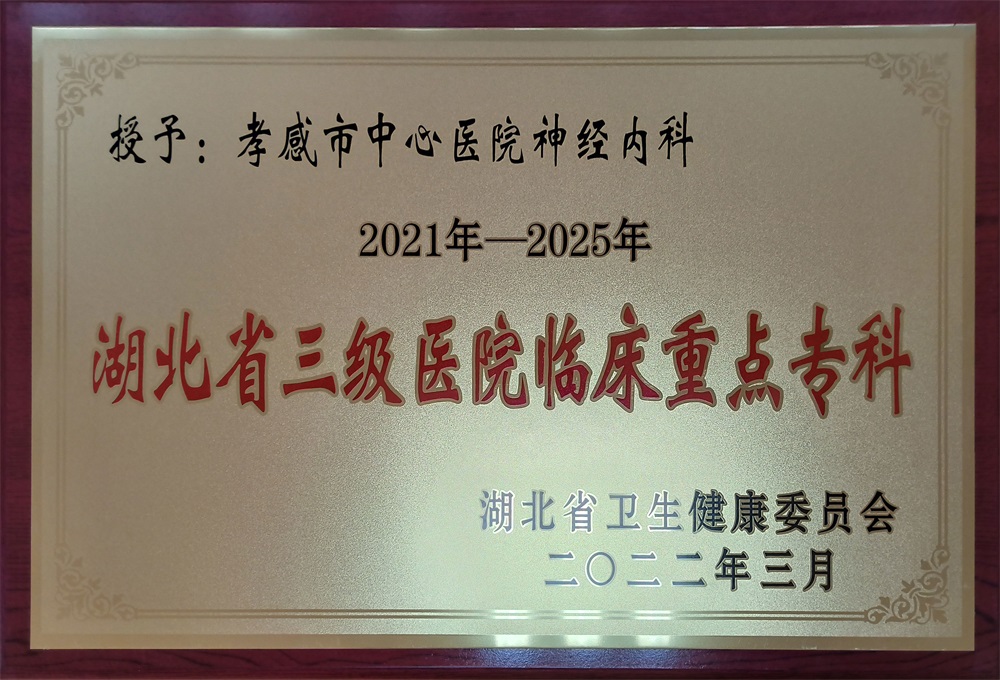 授予：孝感市中心医院神经内科
2021年—2025年
湖北省三级医院临床重点专科
湖北省卫生健康委员会
二〇二二年三月